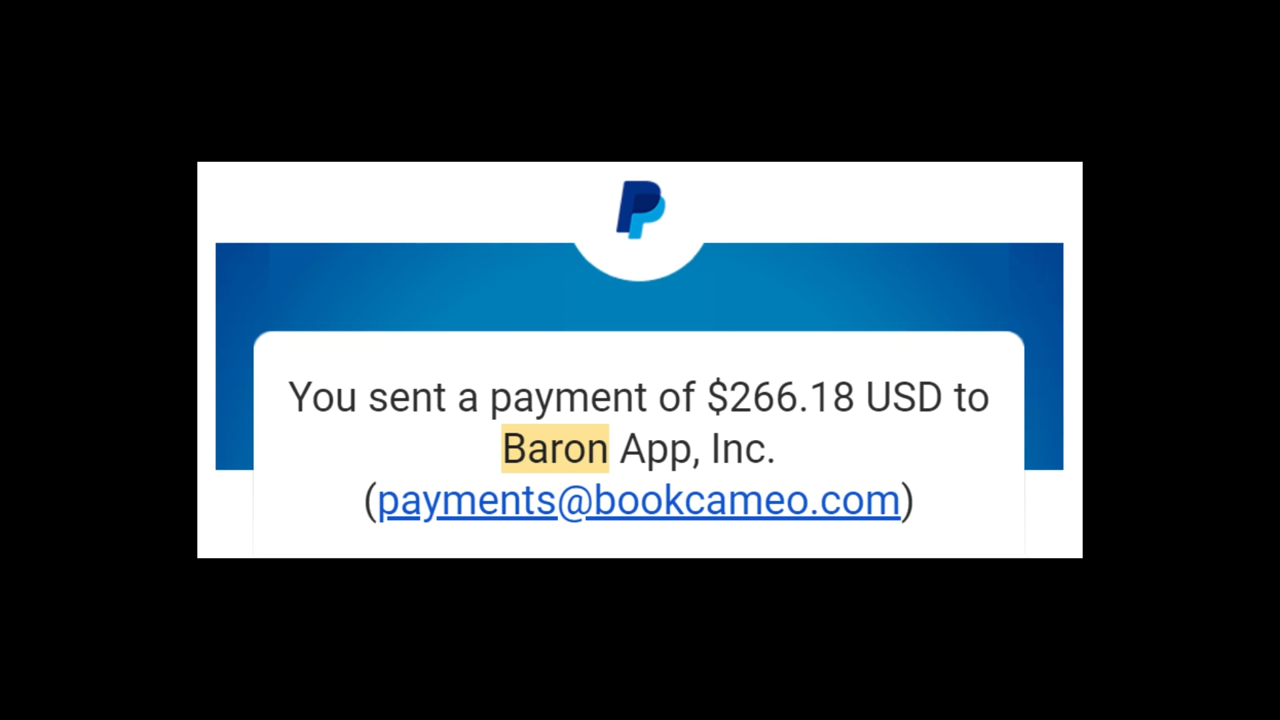 You sent a payment of $266.18 USD to
Baron App, Inc.
(payments@bookcameo.com)